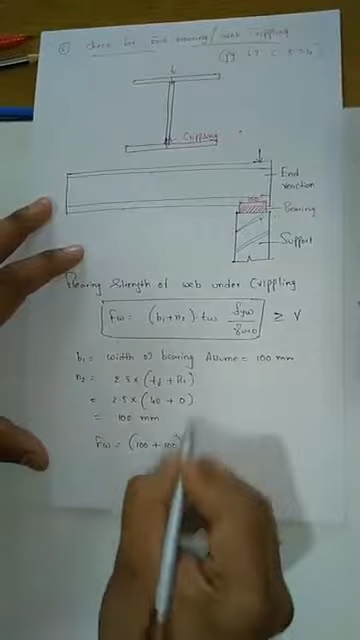 check for End bearing / web crippling
(pg 67 C 8.7.4)
Crippling
End
reaction
100
Bearing
Support
Bearing Strength of web under Crippling
Fw = (b1+n2) · tw fyw/γm0 ≥ V
b1 = width of bearing Assume = 100 mm
n2 = 2.5 × (tf + R1)
= 2.5 × (40 + 0)
= 100 mm
Fw = (100 + 100)